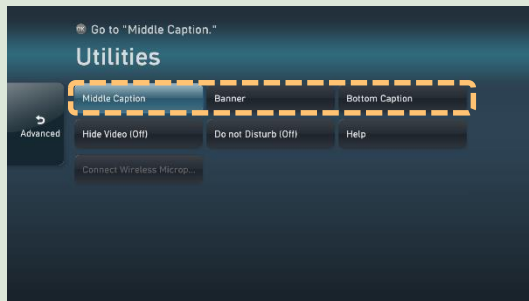 OK Go to "Middle Caption."
Utilities
Middle Caption Banner Bottom Caption
Advanced
Hide Video (Off) Do not Disturb (Off) Help
Connect Wireless Microp...